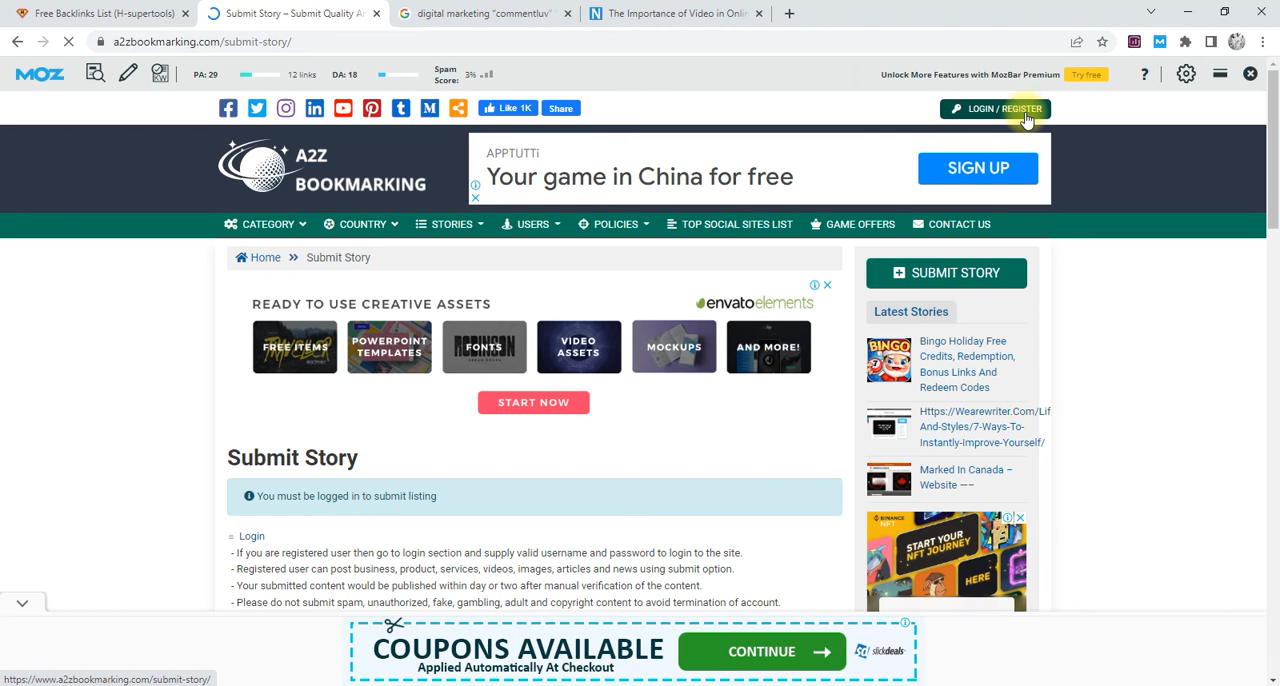 Free Backlinks List (H-supertools)
Submit Story – Submit Quality Ar
digital marketing "commentluv"
The Importance of Video in Onlin
a2zbookmarking.com/submit-story/
MOZ
PA: 29
12 links
DA: 18
Spam Score: 3%
Unlock More Features with MozBar Premium
Try free
Like 1K
Share
LOGIN / REGISTER
A2Z
BOOKMARKING
APPTUTTi
Your game in China for free
SIGN UP
CATEGORY
COUNTRY
STORIES
USERS
POLICIES
TOP SOCIAL SITES LIST
GAME OFFERS
CONTACT US
Home » Submit Story
READY TO USE CREATIVE ASSETS
envatoelements
FREE ITEMS
POWERPOINT
TEMPLATES
FONTS
VIDEO
ASSETS
MOCKUPS
AND MORE!
START NOW
Submit Story
You must be logged in to submit listing
Login
- If you are registered user then go to login section and supply valid username and password to login to the site.
- Registered user can post business, product, services, videos, images, articles and news using submit option.
- Your submitted content would be published within day or two after manual verification of the content.
- Please do not submit spam, unauthorized, fake, gambling, adult and copyright content to avoid termination of account.
SUBMIT STORY
Latest Stories
BINGO
Bingo Holiday Free
Credits, Redemption,
Bonus Links And
Redeem Codes
Https://Wearewriter.Com/Lif
And-Styles/7-Ways-To-
Instantly-Improve-Yourself/
Marked In Canada –
Website —–
BINANCE
NFT
START YOUR
NFT JOURNEY
HERE
COUPONS AVAILABLE
Applied Automatically At Checkout
CONTINUE
slickdeals
https://www.a2zbookmarking.com/submit-story/